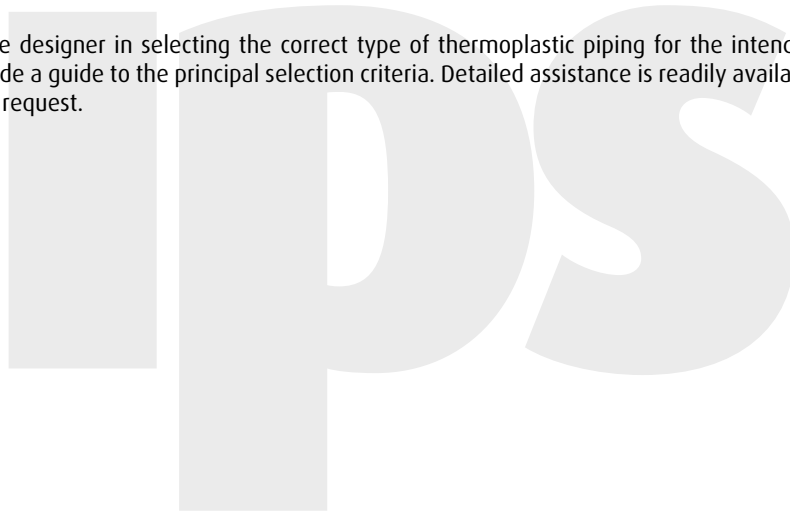 e designer in selecting the correct type of thermoplastic piping for the intenc
de a guide to the principal selection criteria. Detailed assistance is readily availa
request.
ips